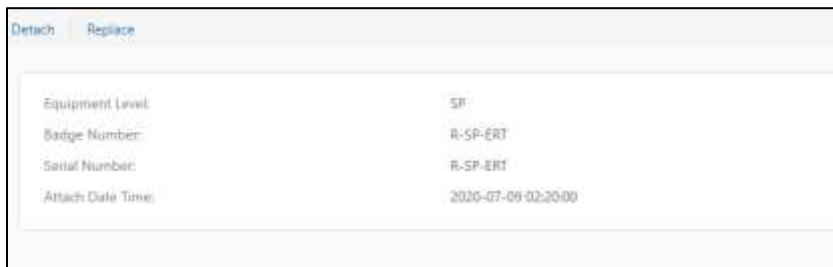 Detach Replace
Equipment Level: SP
Badge Number: R-SP-ERT
Serial Number: R-SP-ERT
Attach Date Time: 2020-07-09 02:20:00